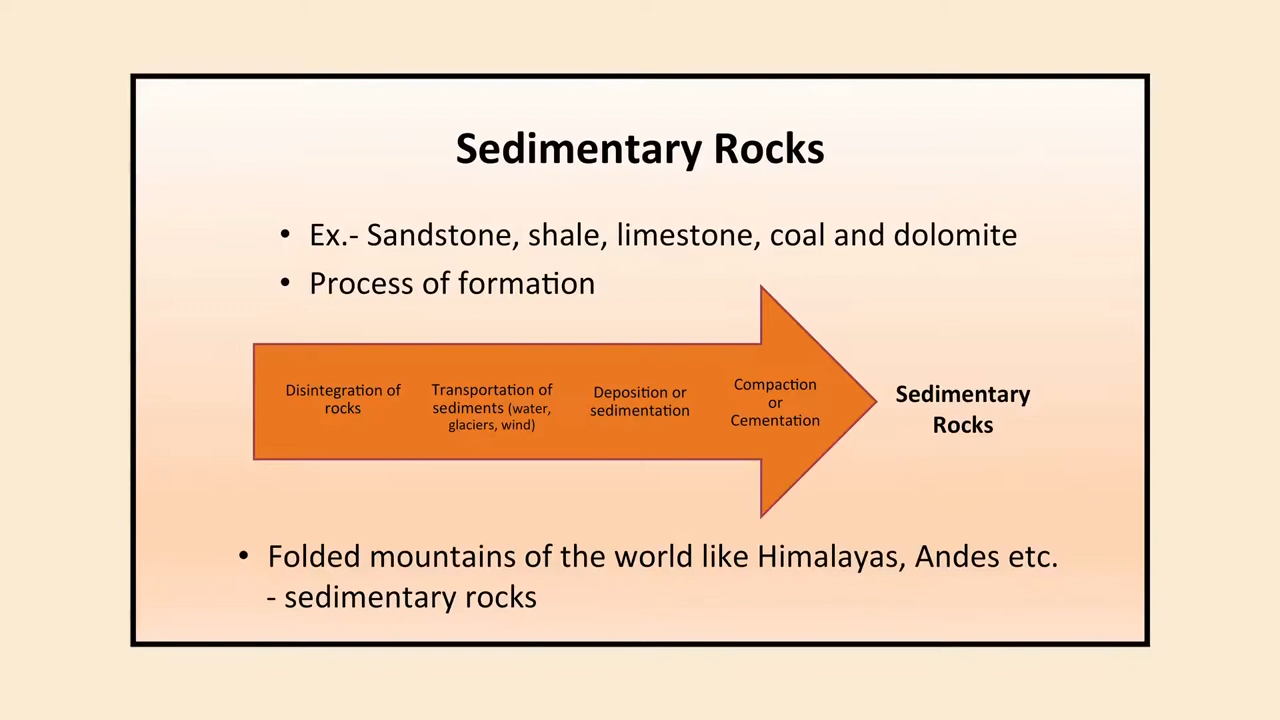 Sedimentary Rocks
• Ex.- Sandstone, shale, limestone, coal and dolomite
• Process of formation
Disintegration of
rocks
Transportation of
sediments (water,
glaciers, wind)
Deposition or
sedimentation
Compaction
or
Cementation
Sedimentary
Rocks
• Folded mountains of the world like Himalayas, Andes etc.
- sedimentary rocks